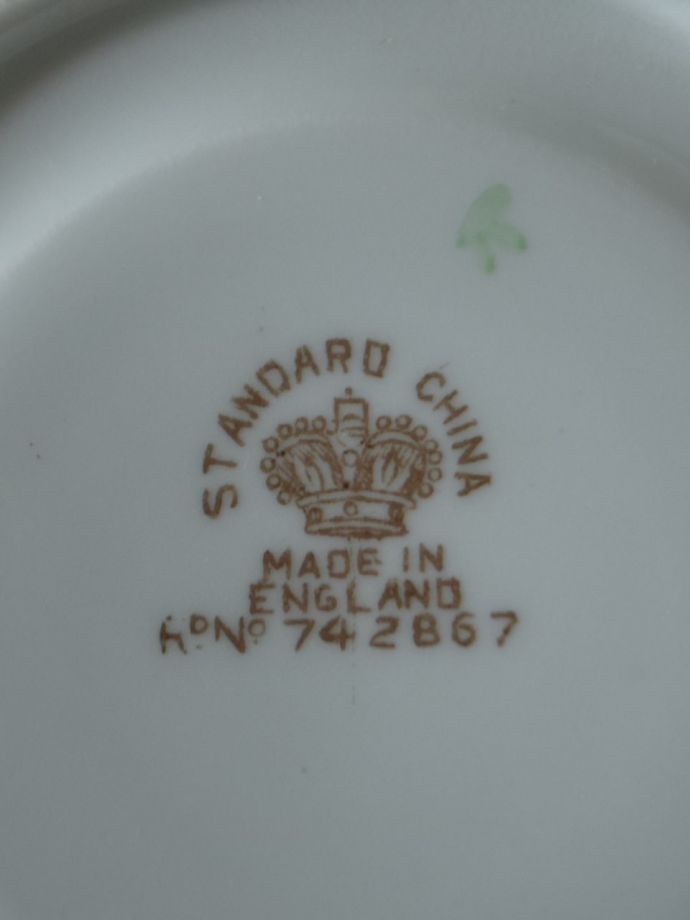 STANDARD CHINA
MADE IN
ENGLAND
RD No 742867